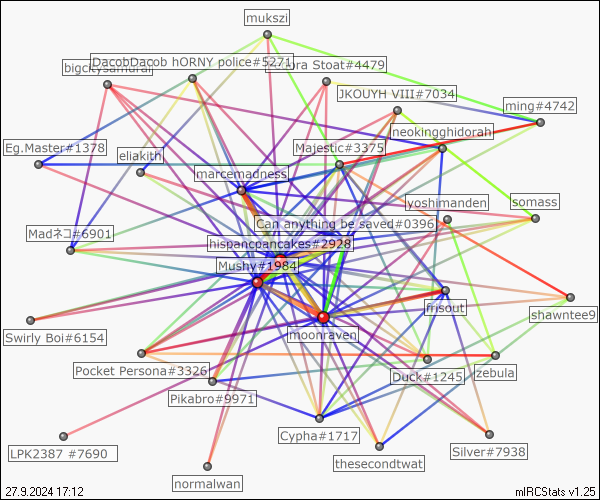 mukszi
DacobDacob hORNY police#5271
ora Stoat#4479
bigcitysamurai
JKOUYH VIII#7034
ming#4742
neokingghidorah
Eg.Master#1378
eliakith
Majestic#3375
marcemadness
yoshimanden
somass
Can anything be saved#0396
Madネコ#6901
hispanopancakes#2928
Mushy#1984
frisout
shawntee9
Swirly Boi#6154
moonraven
Pocket Persona#3326
Duck#1245
zebula
Pikabro#9971
Cypha#1717
LPK2387 #7690
thesecondtwat
Silver#7938
normalwan
27.9.2024 17:12
mIRCStats v1.25